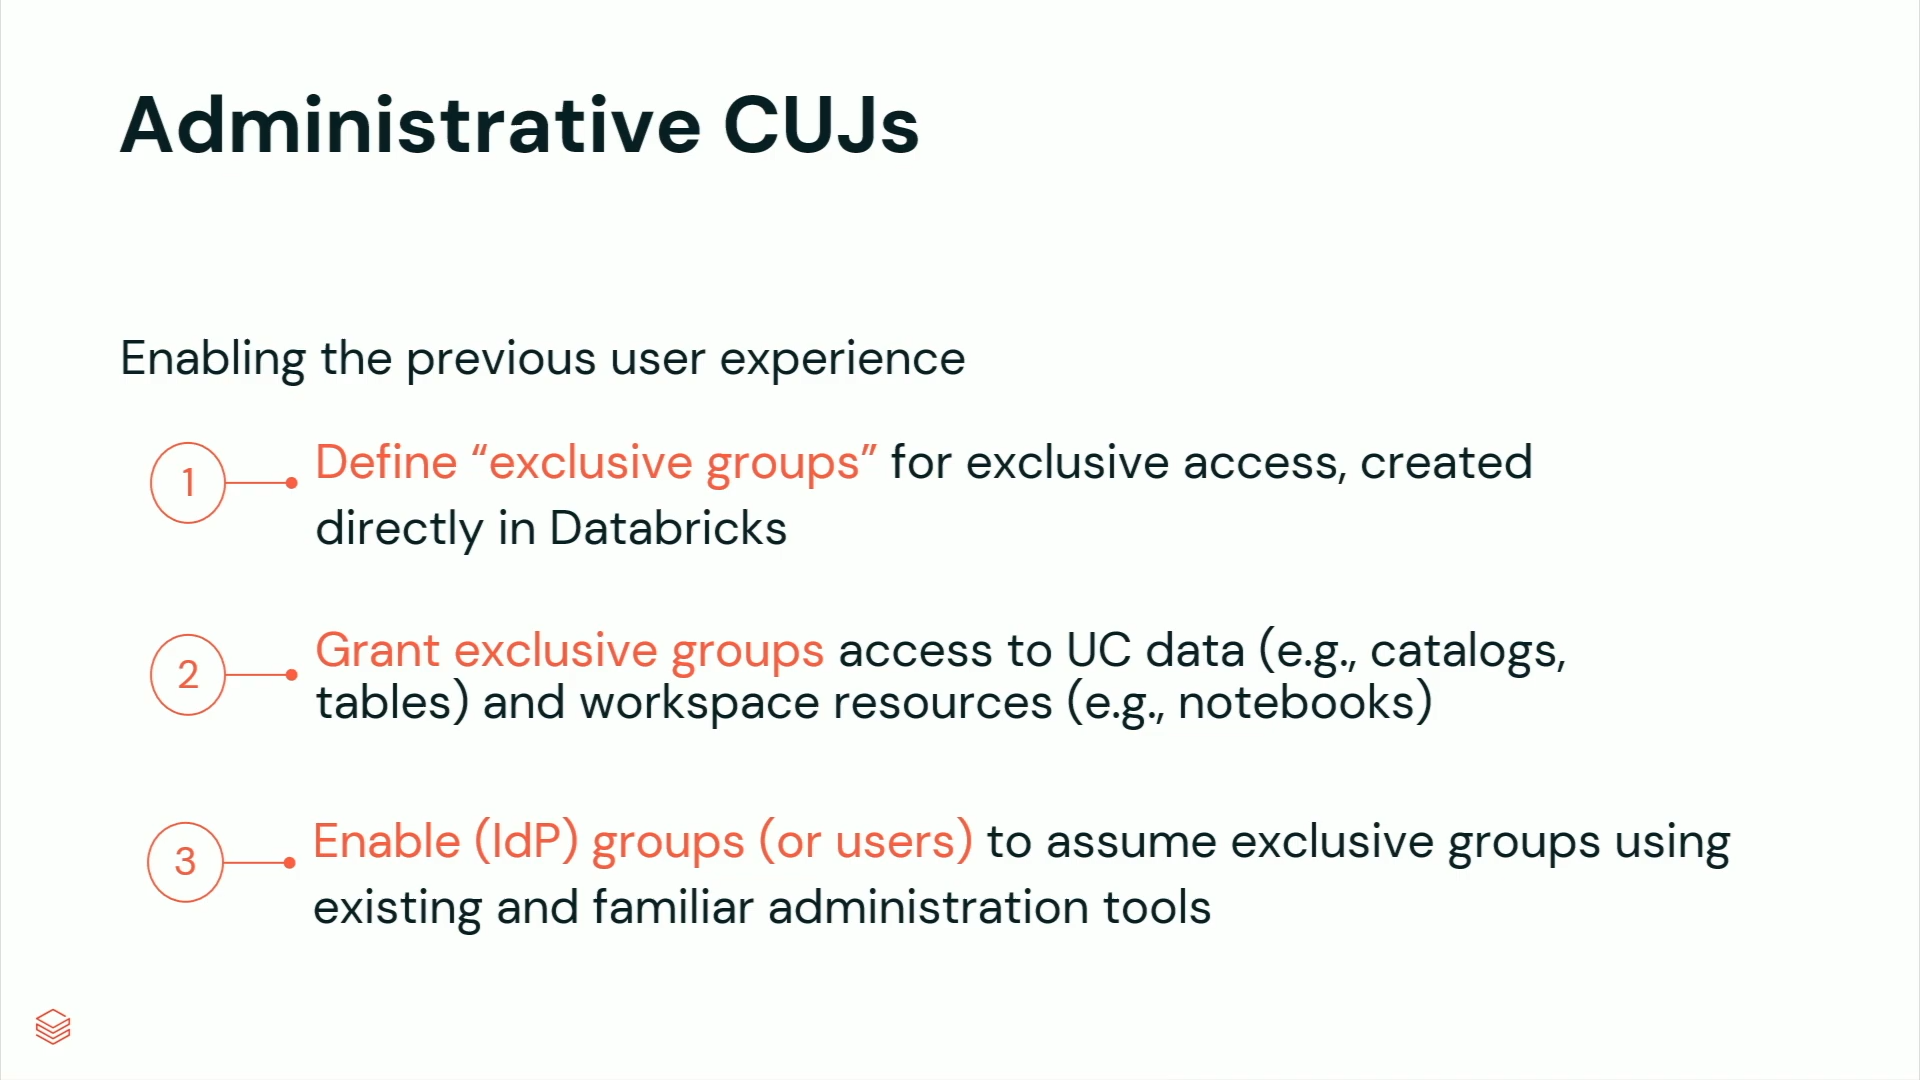 Administrative CUJs
Enabling the previous user experience
1
Define “exclusive groups” for exclusive access, created
directly in Databricks
2
Grant exclusive groups access to UC data (e.g., catalogs,
tables) and workspace resources (e.g., notebooks)
3
Enable (IdP) groups (or users) to assume exclusive groups using
existing and familiar administration tools